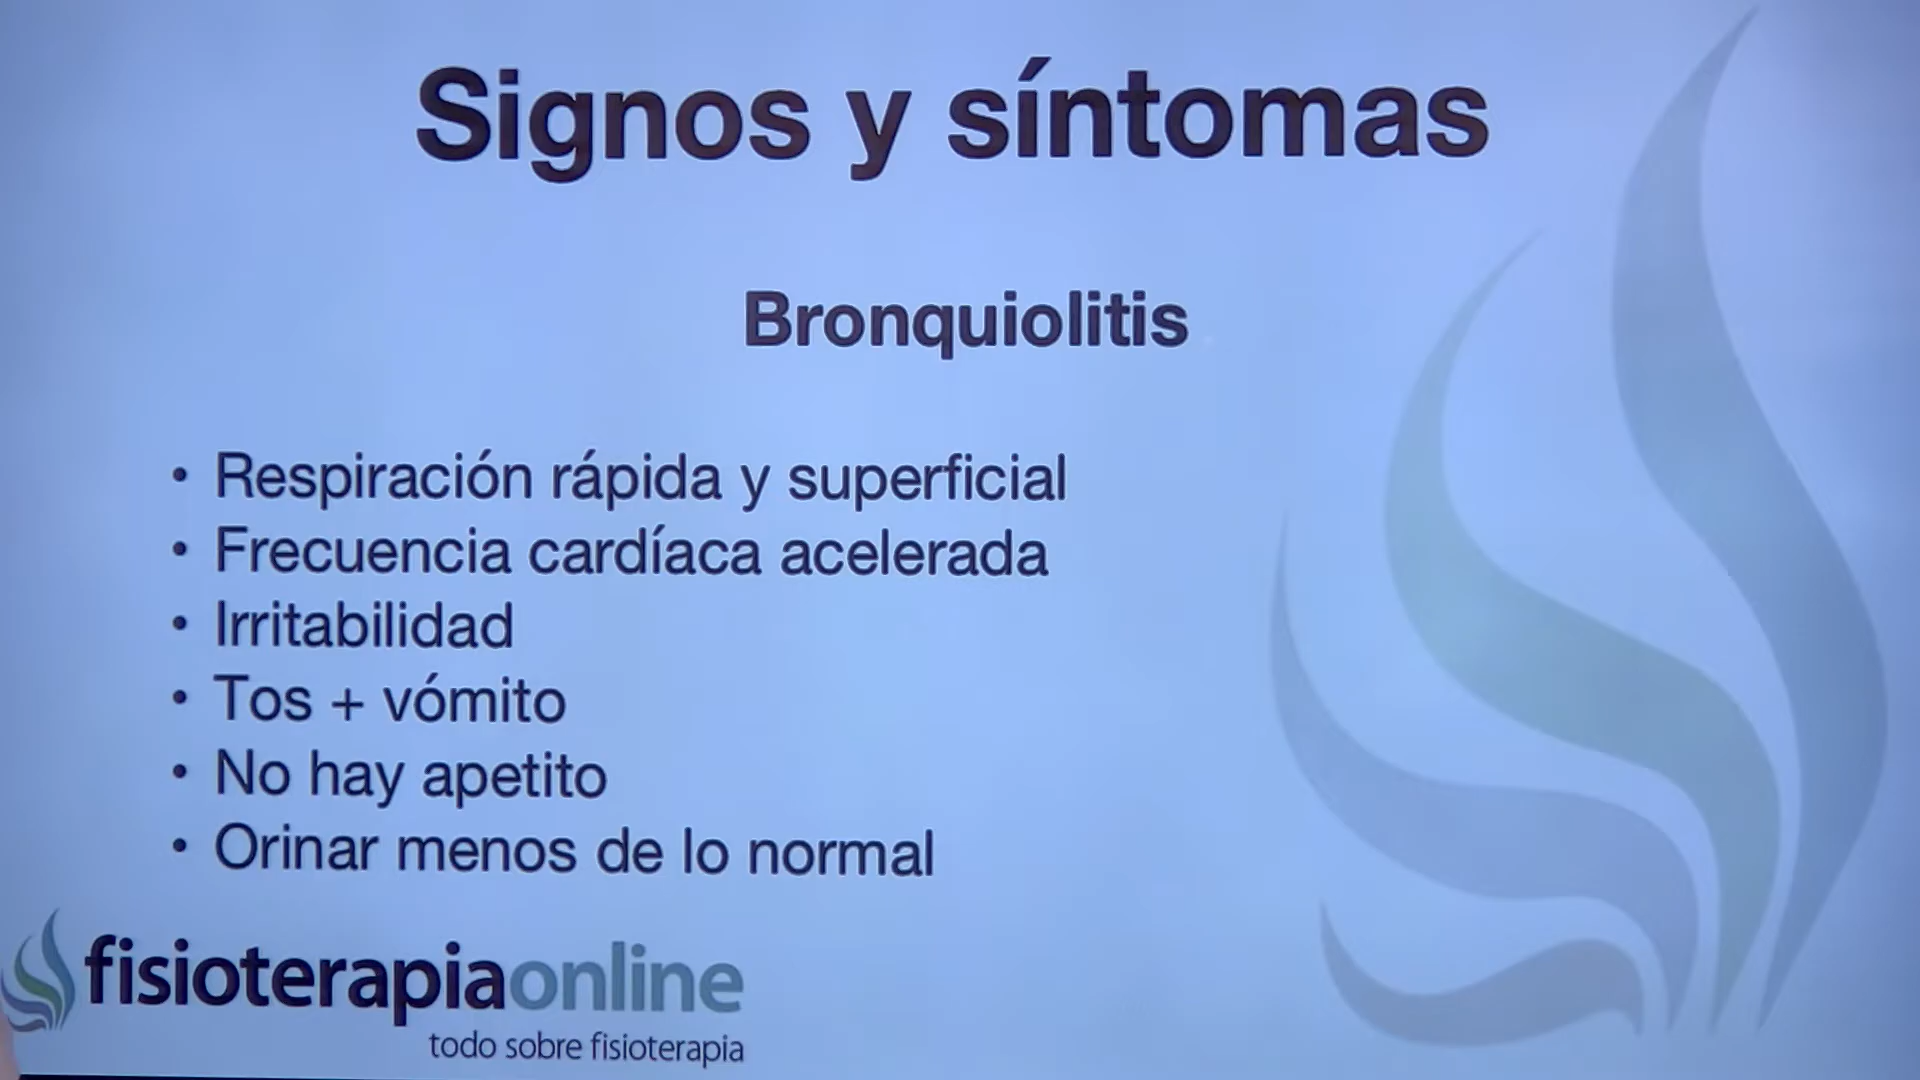 Signos y síntomas
Bronquiolitis
• Respiración rápida y superficial
• Frecuencia cardíaca acelerada
• Irritabilidad
• Tos + vómito
• No hay apetito
• Orinar menos de lo normal
fisioterapiaonline
todo sobre fisioterapia